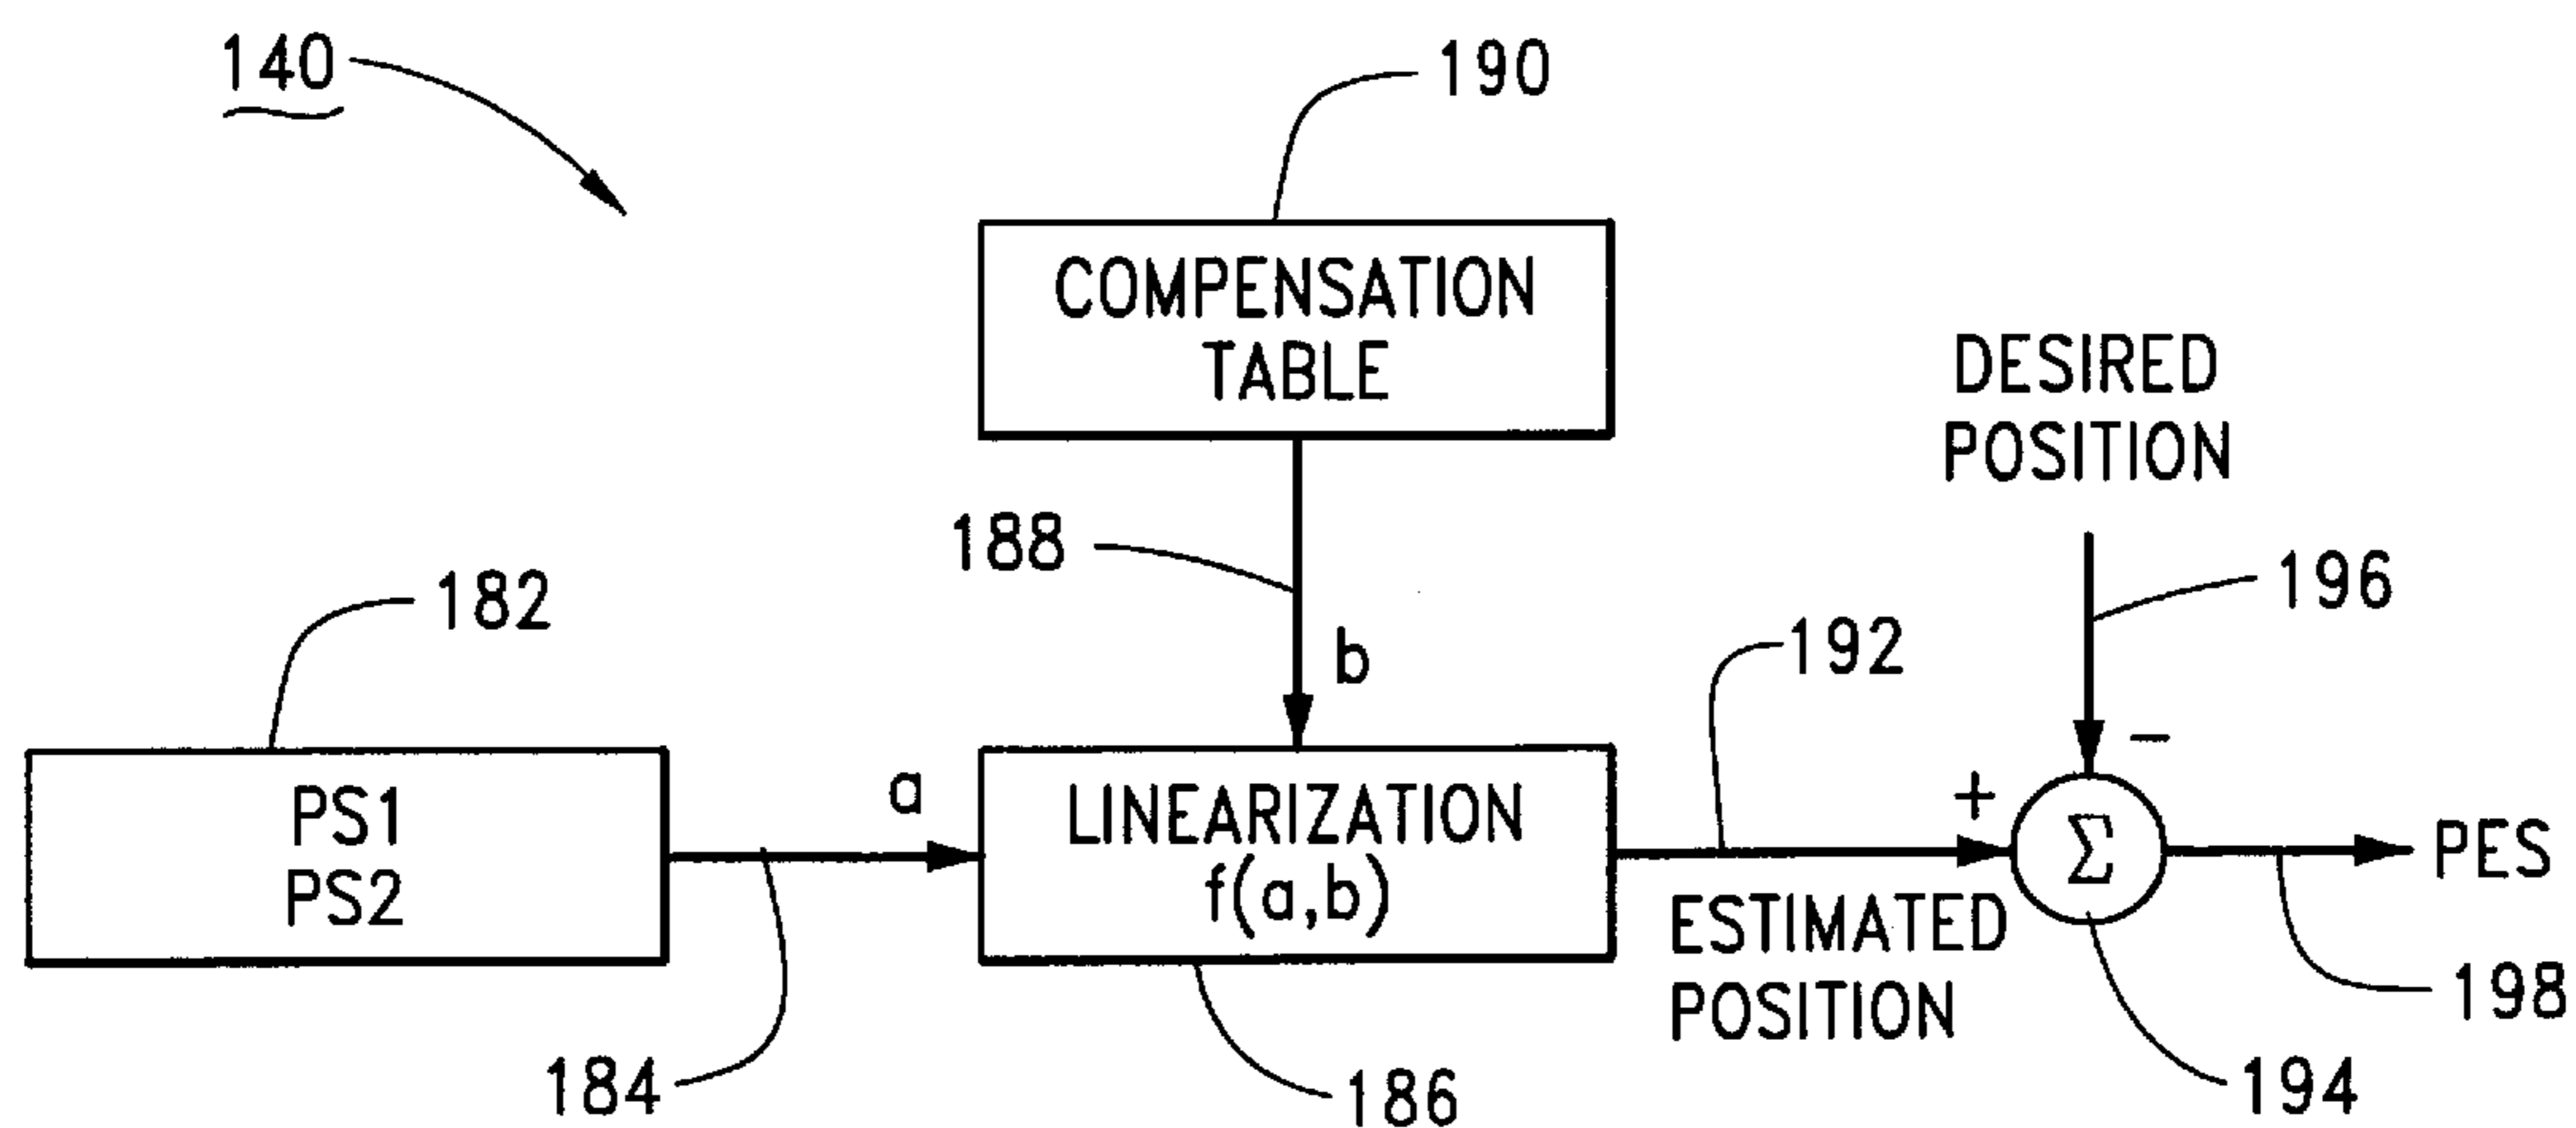 140
190
COMPENSATION
TABLE
DESIRED
POSITION
188
196
182
b
192
−
a
+
PS1
PS2
LINEARIZATION
f(a,b)
Σ
PES
ESTIMATED
POSITION
198
184
186
194